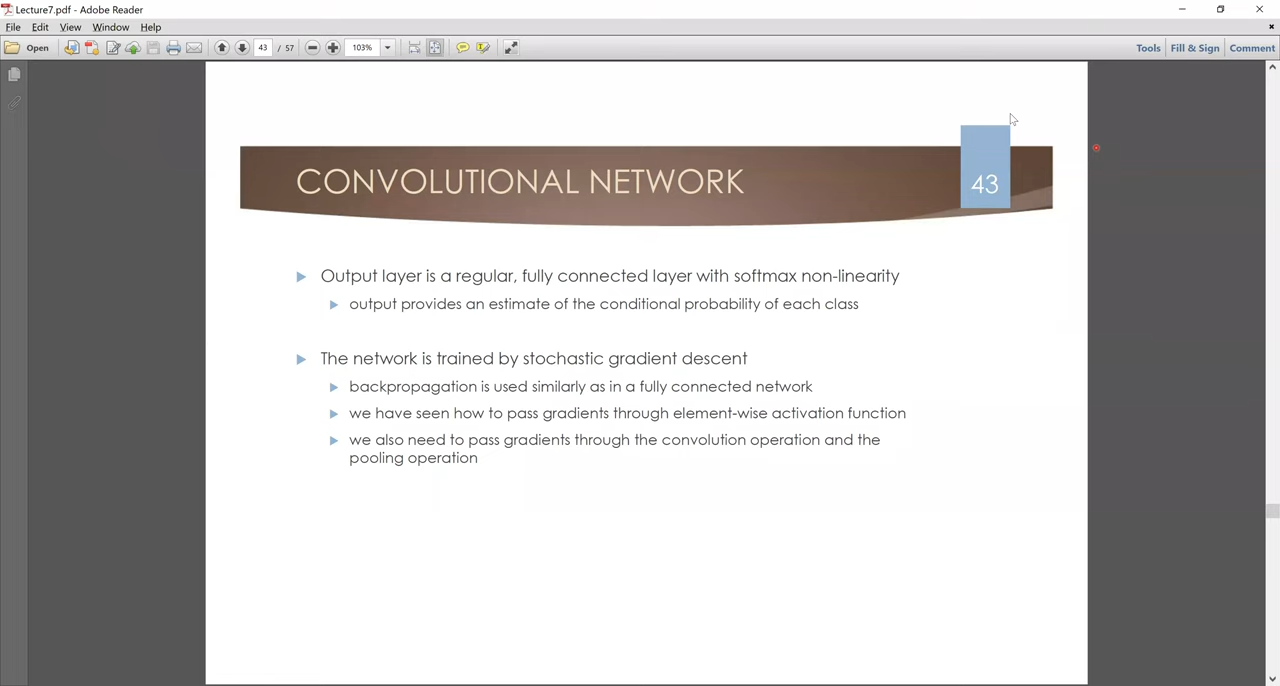 Lecture7.pdf - Adobe Reader
File Edit View Window Help
Open 43 / 57 103% Tools Fill & Sign Comment
CONVOLUTIONAL NETWORK 43
Output layer is a regular, fully connected layer with softmax non-linearity
output provides an estimate of the conditional probability of each class
The network is trained by stochastic gradient descent
backpropagation is used similarly as in a fully connected network
we have seen how to pass gradients through element-wise activation function
we also need to pass gradients through the convolution operation and the
pooling operation